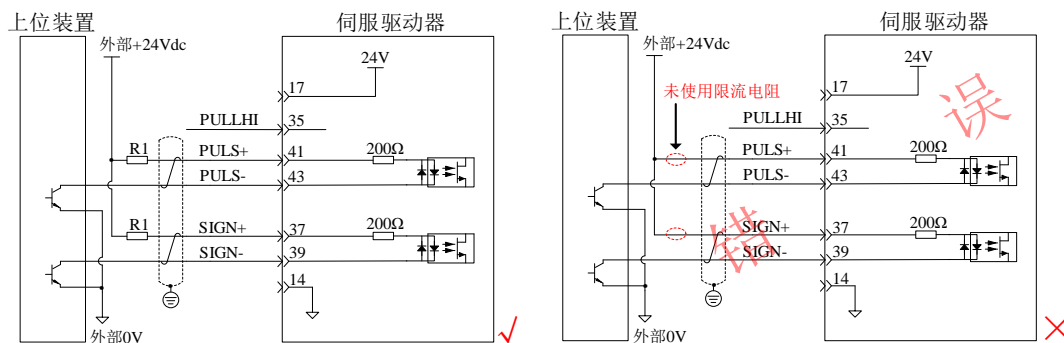 上位装置
伺服驱动器
外部+24Vdc
24V
17
PULLHI
35
R1
PULS+
41
200Ω
PULS-
43
R1
SIGN+
37
200Ω
SIGN-
39
14
外部0V
√
上位装置
伺服驱动器
外部+24Vdc
24V
未使用限流电阻
17
PULLHI
35
误
PULS+
41
200Ω
PULS-
43
错
SIGN+
37
200Ω
SIGN-
39
14
外部0V
×